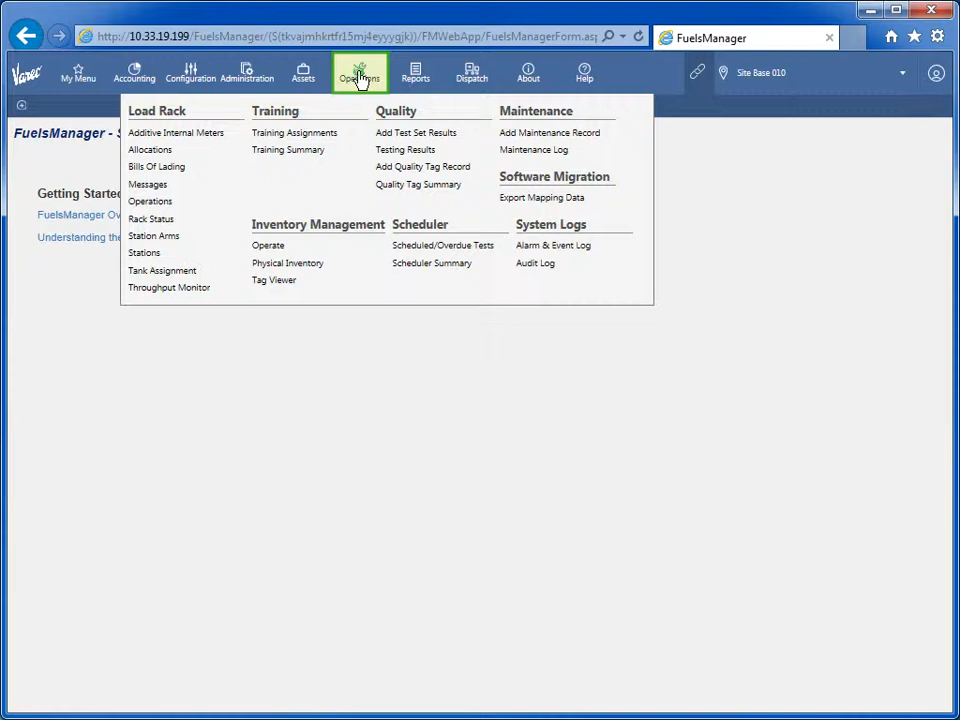 http://10.33.19.199/FuelsManager/(S(tkvajmhkrtfr15mj4eyyygjk))/FMWebApp/FuelsManagerForm.asp
FuelsManager
Varec
My Menu
Accounting
Configuration
Administration
Assets
Operations
Reports
Dispatch
About
Help
Site Base 010
FuelsManager - S
Getting Started
FuelsManager Ov
Understanding the
Load Rack
Additive Internal Meters
Allocations
Bills Of Lading
Messages
Operations
Rack Status
Station Arms
Stations
Tank Assignment
Throughput Monitor
Training
Training Assignments
Training Summary
Quality
Add Test Set Results
Testing Results
Add Quality Tag Record
Quality Tag Summary
Maintenance
Add Maintenance Record
Maintenance Log
Software Migration
Export Mapping Data
Inventory Management
Operate
Physical Inventory
Tag Viewer
Scheduler
Scheduled/Overdue Tests
Scheduler Summary
System Logs
Alarm & Event Log
Audit Log